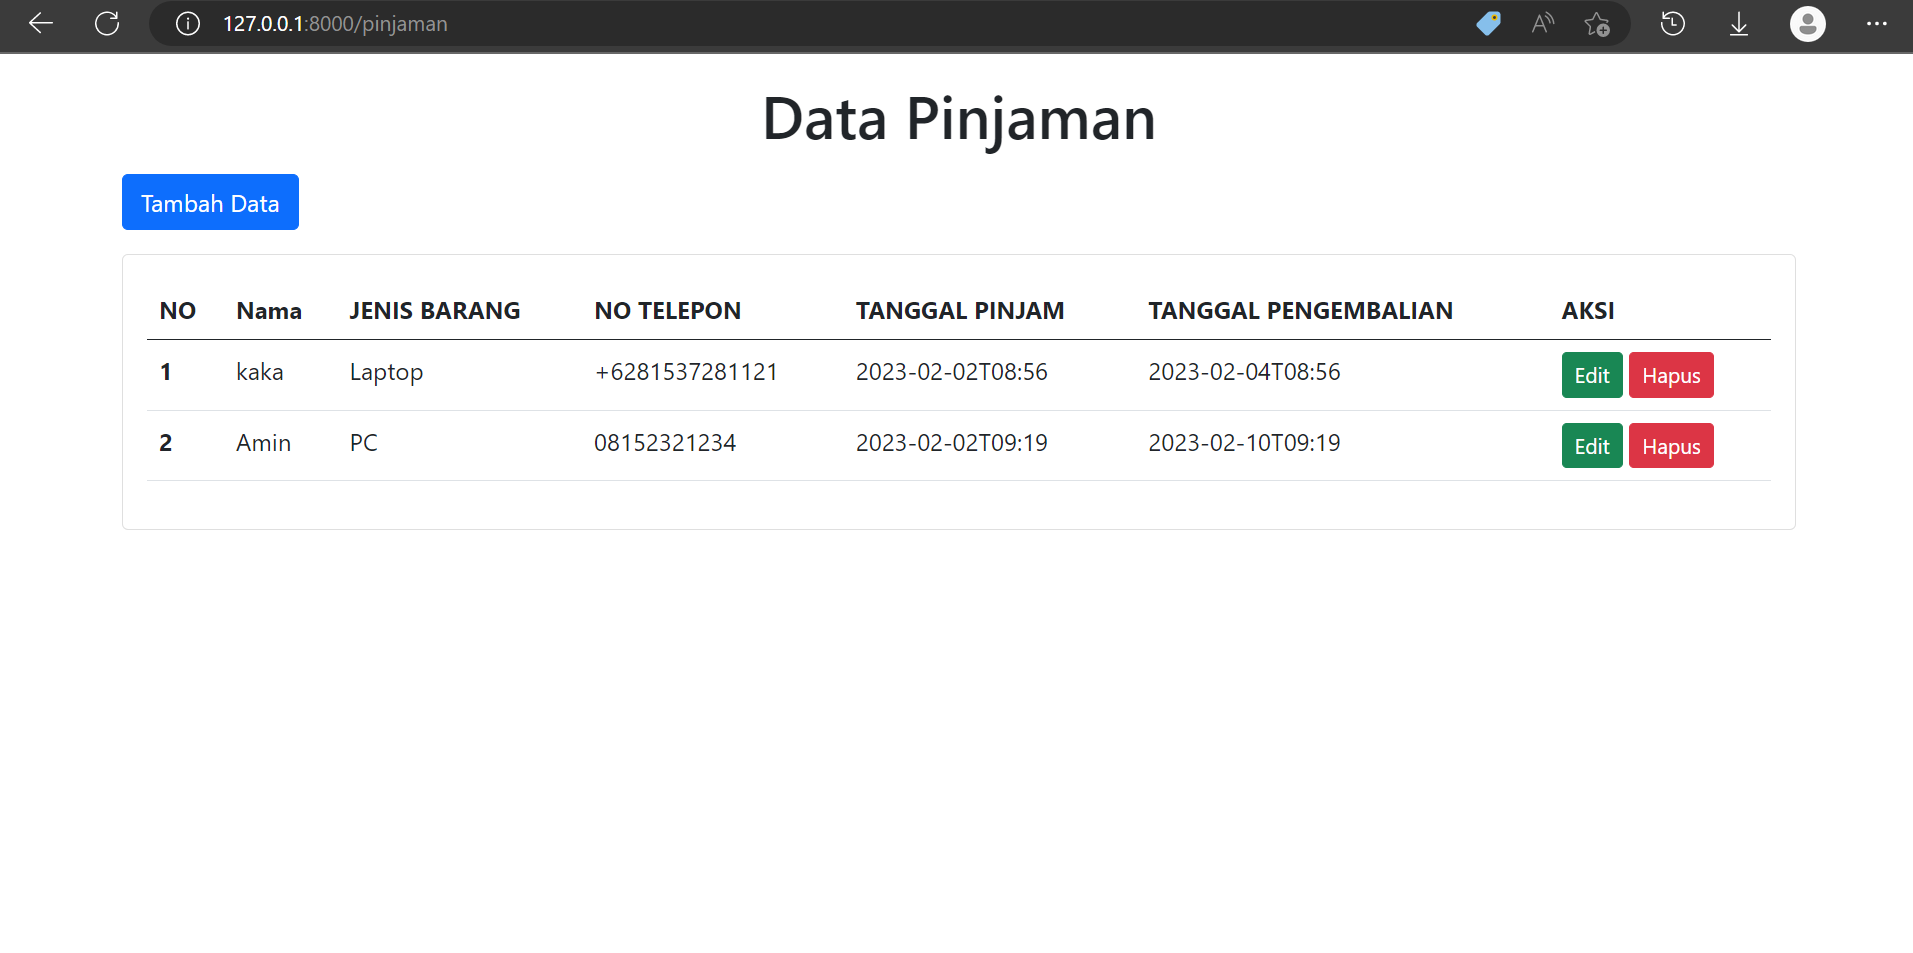 127.0.0.1:8000/pinjaman
Data Pinjaman
Tambah Data
NO Nama JENIS BARANG NO TELEPON TANGGAL PINJAM TANGGAL PENGEMBALIAN AKSI
1 kaka Laptop +6281537281121 2023-02-02T08:56 2023-02-04T08:56 Edit Hapus
2 Amin PC 08152321234 2023-02-02T09:19 2023-02-10T09:19 Edit Hapus